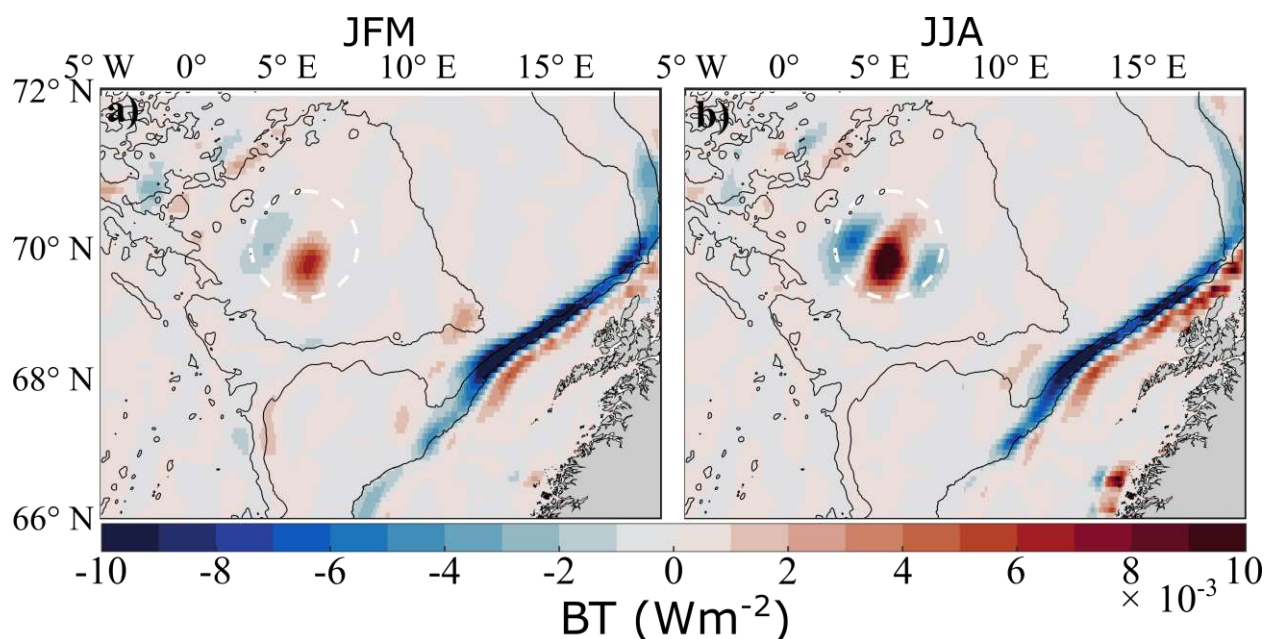 JFM JJA
5° W 0° 5° E 10° E 15° E 5° W 0° 5° E 10° E 15° E
72° N
a) b)
70° N
68° N
66° N
-10 -8 -6 -4 -2 0 2 4 6 8 10
× 10⁻³
BT (Wm⁻²)